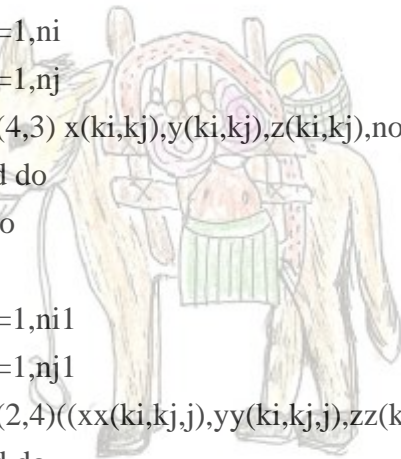 =1,ni
=1,nj
(4,3) x(ki,kj),y(ki,kj),z(ki,kj),no
d do
o
=1,ni1
=1,nj1
(2,4)((xx(ki,kj,j),yy(ki,kj,j),zz(k